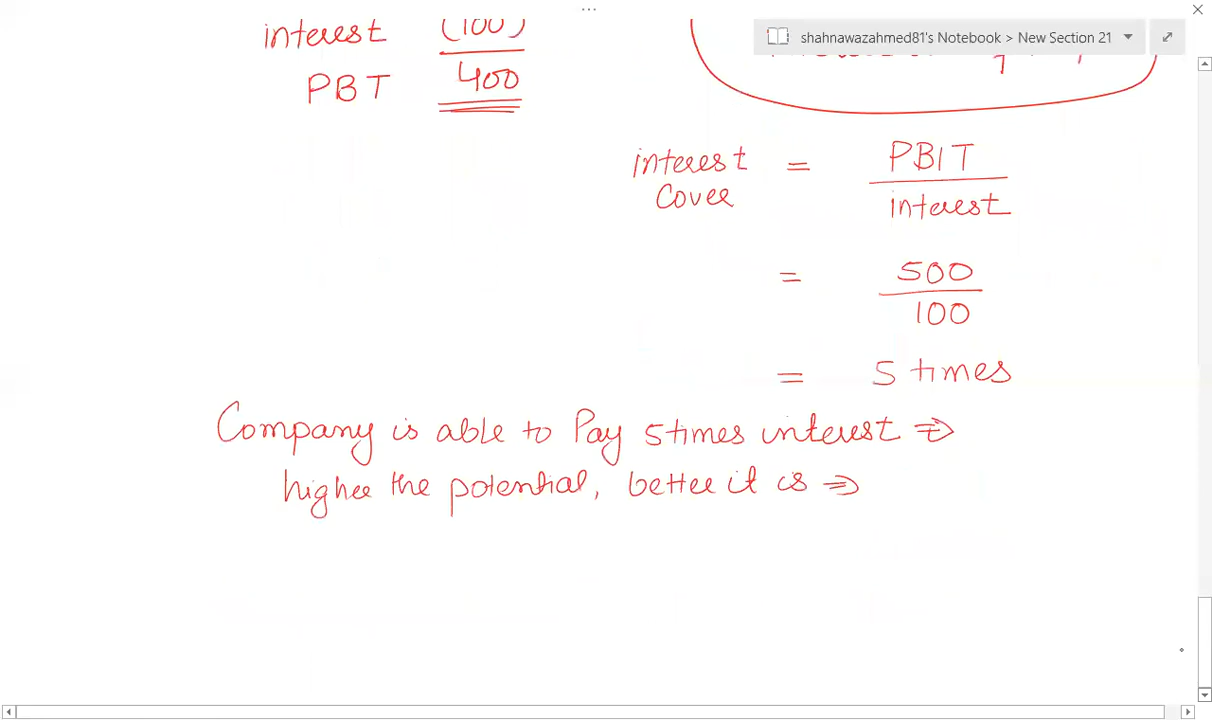 interest (100)
PBT 400
shahnawazahmed81's Notebook > New Section 21
interest cover = PBIT / interest
= 500 / 100
= 5 times
Company is able to Pay 5times interest ⇒
higher the potential, better it is ⇒